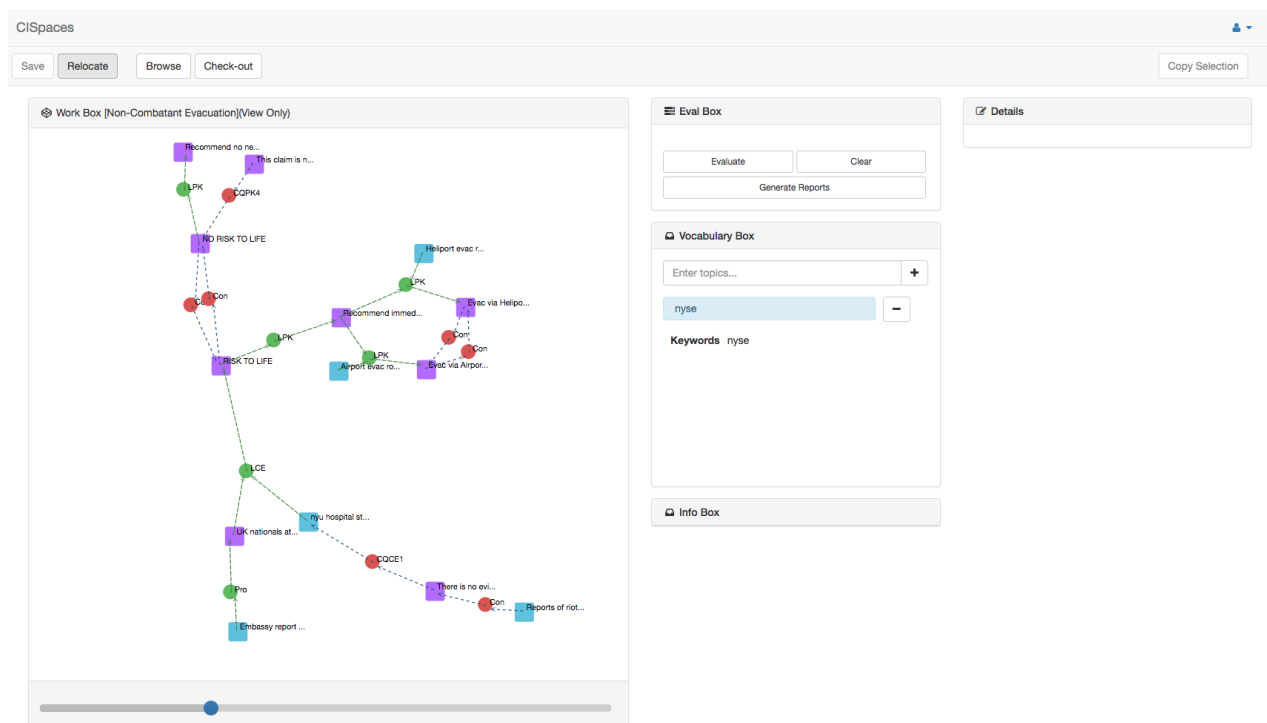 CISpaces
Save Relocate Browse Check-out Copy Selection
Work Box [Non-Combatant Evacuation](View Only)
Recommend no ne...
This claim is n...
LPK
CQPK4
NO RISK TO LIFE
Heliport evac r...
LPK
Con
Evac via Helipo...
Recommend immed...
Con
LPK
Con
LPK
RISK TO LIFE
Airport evac ro...
Evac via Airpor...
LCE
nyu hospital st...
UK nationals at...
CQCE1
There is no evi...
Pro
Con
Reports of riot...
Embassy report ...
Eval Box
Evaluate Clear
Generate Reports
Vocabulary Box
Enter topics... +
nyse −
Keywords nyse
Info Box
Details